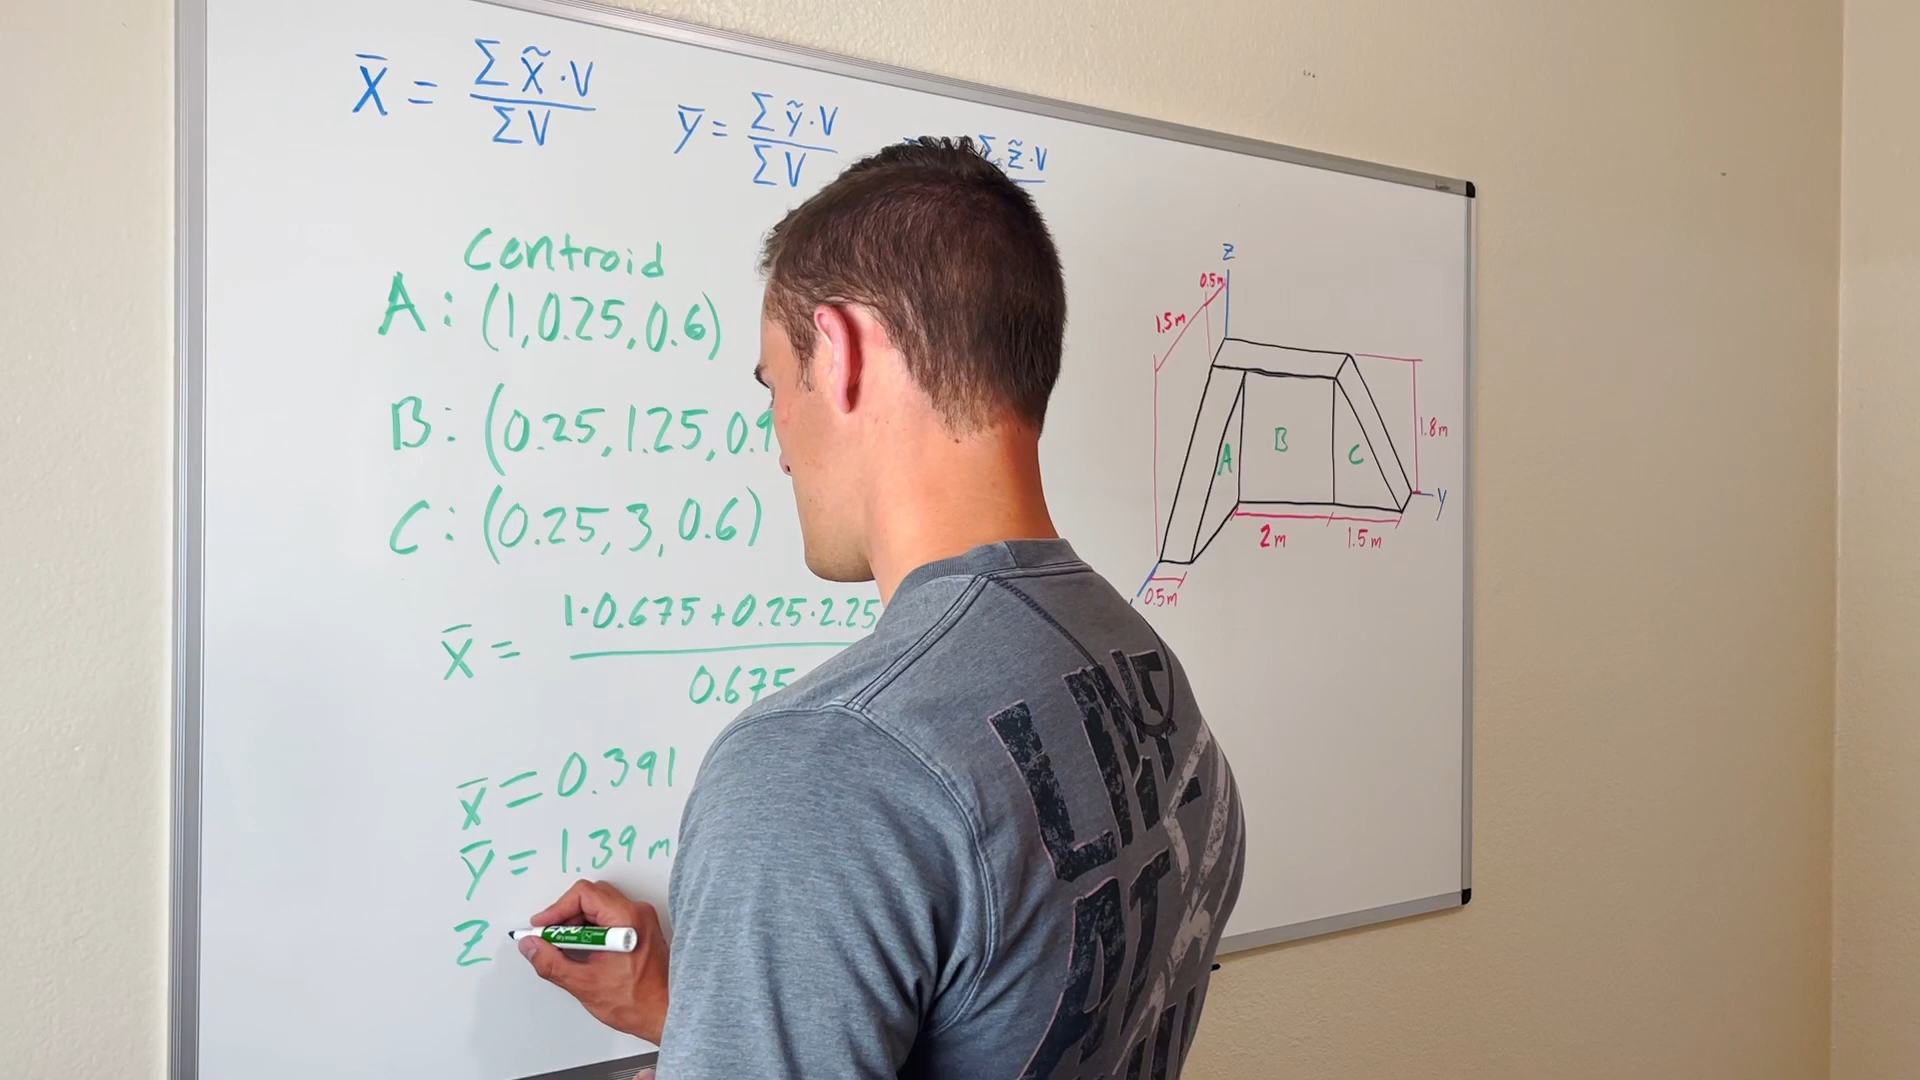 X̄ = Σ x̃·V / ΣV
ȳ = Σ ỹ·V / ΣV
Σ z̃·V
Centroid
A: (1, 0.25, 0.6)
B: (0.25, 1.25, 0.9
C: (0.25, 3, 0.6)
x̄ = 1·0.675 + 0.25·2.25
0.675
x̄ = 0.391
ȳ = 1.39 m
z
z
0.5m
1.5m
1.8m
A
B
C
y
2m
1.5m
0.5m
LIVE